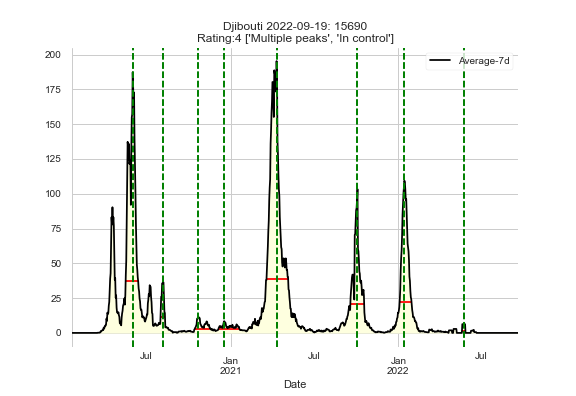 Djibouti 2022-09-19: 15690
Rating:4 ['Multiple peaks', 'In control']
200
175
150
125
100
75
50
25
0
Average-7d
Jul
Jan
2021
Jul
Jan
2022
Jul
Date